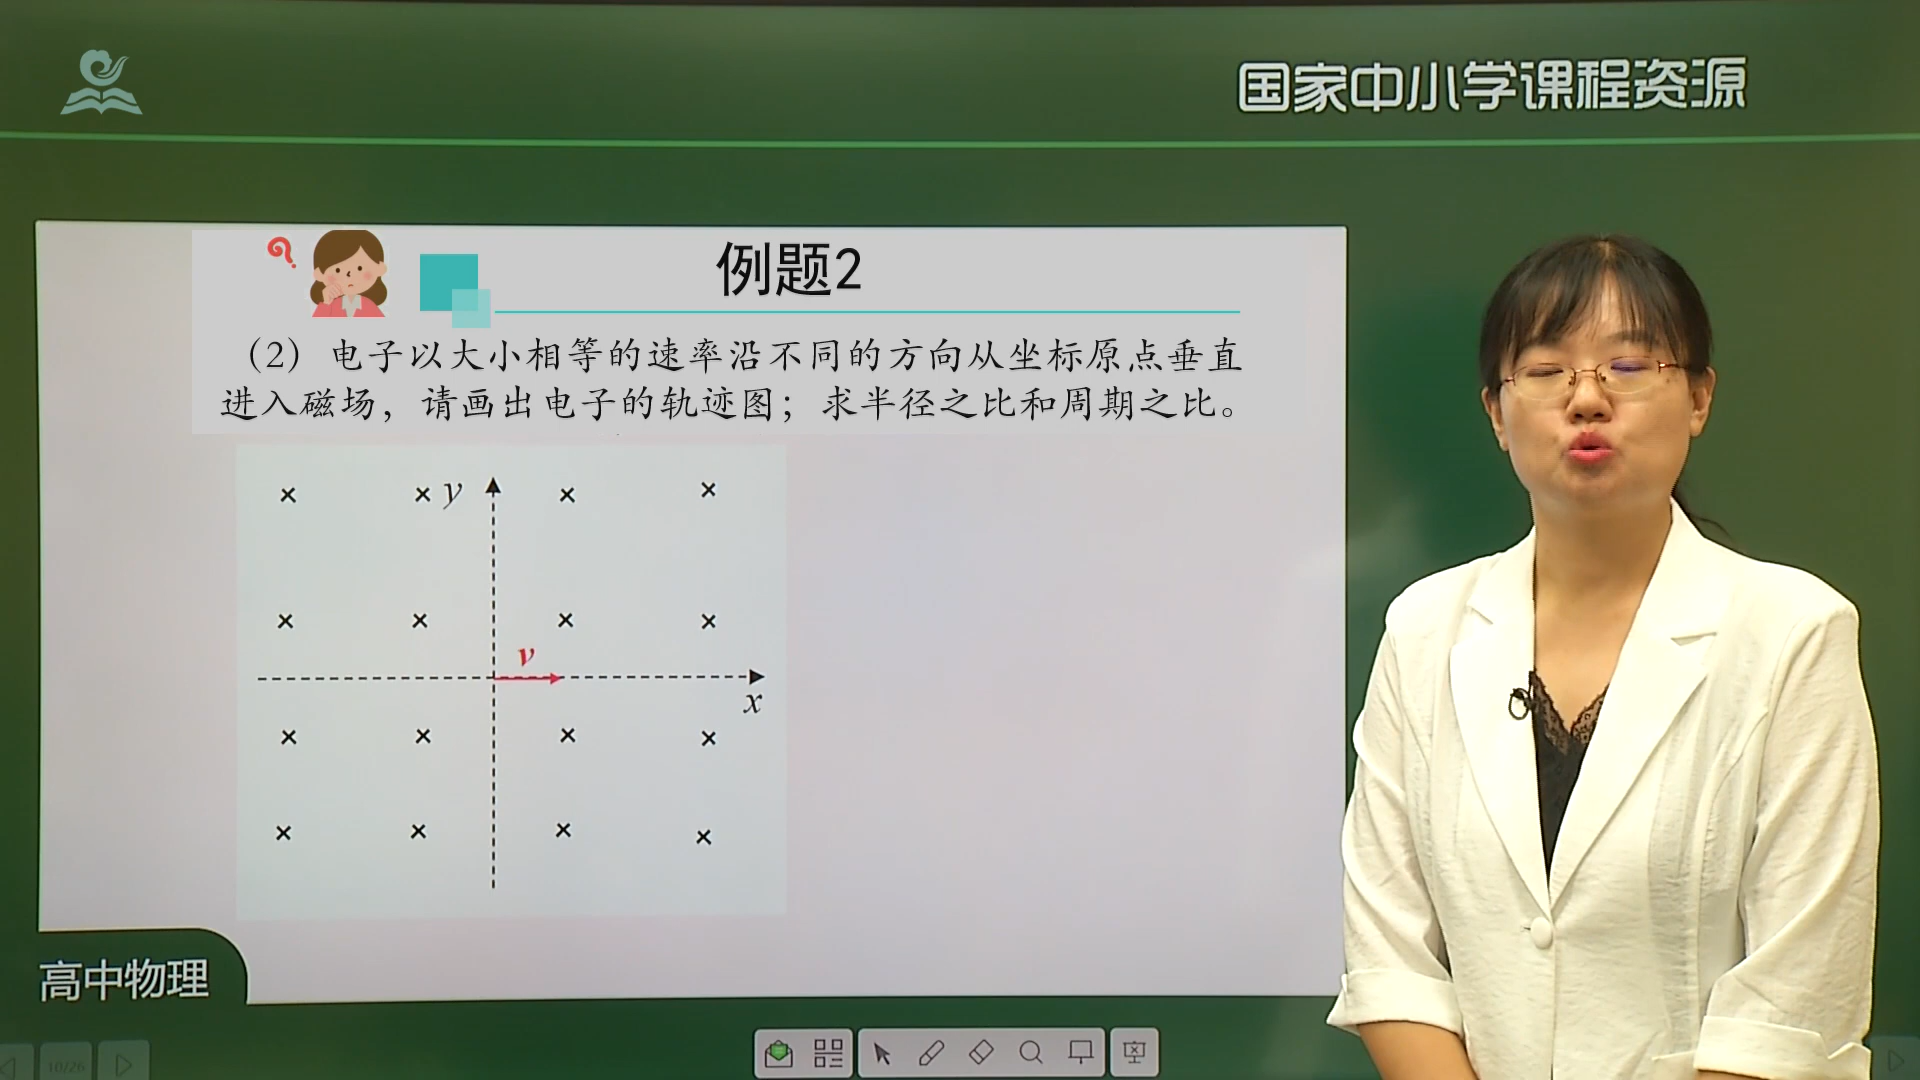 国家中小学课程资源
例题2
（2）电子以大小相等的速率沿不同的方向从坐标原点垂直
进入磁场，请画出电子的轨迹图；求半径之比和周期之比。
× × y × ×
× × × ×
v
x
× × × ×
× × × ×
高中物理
10/26